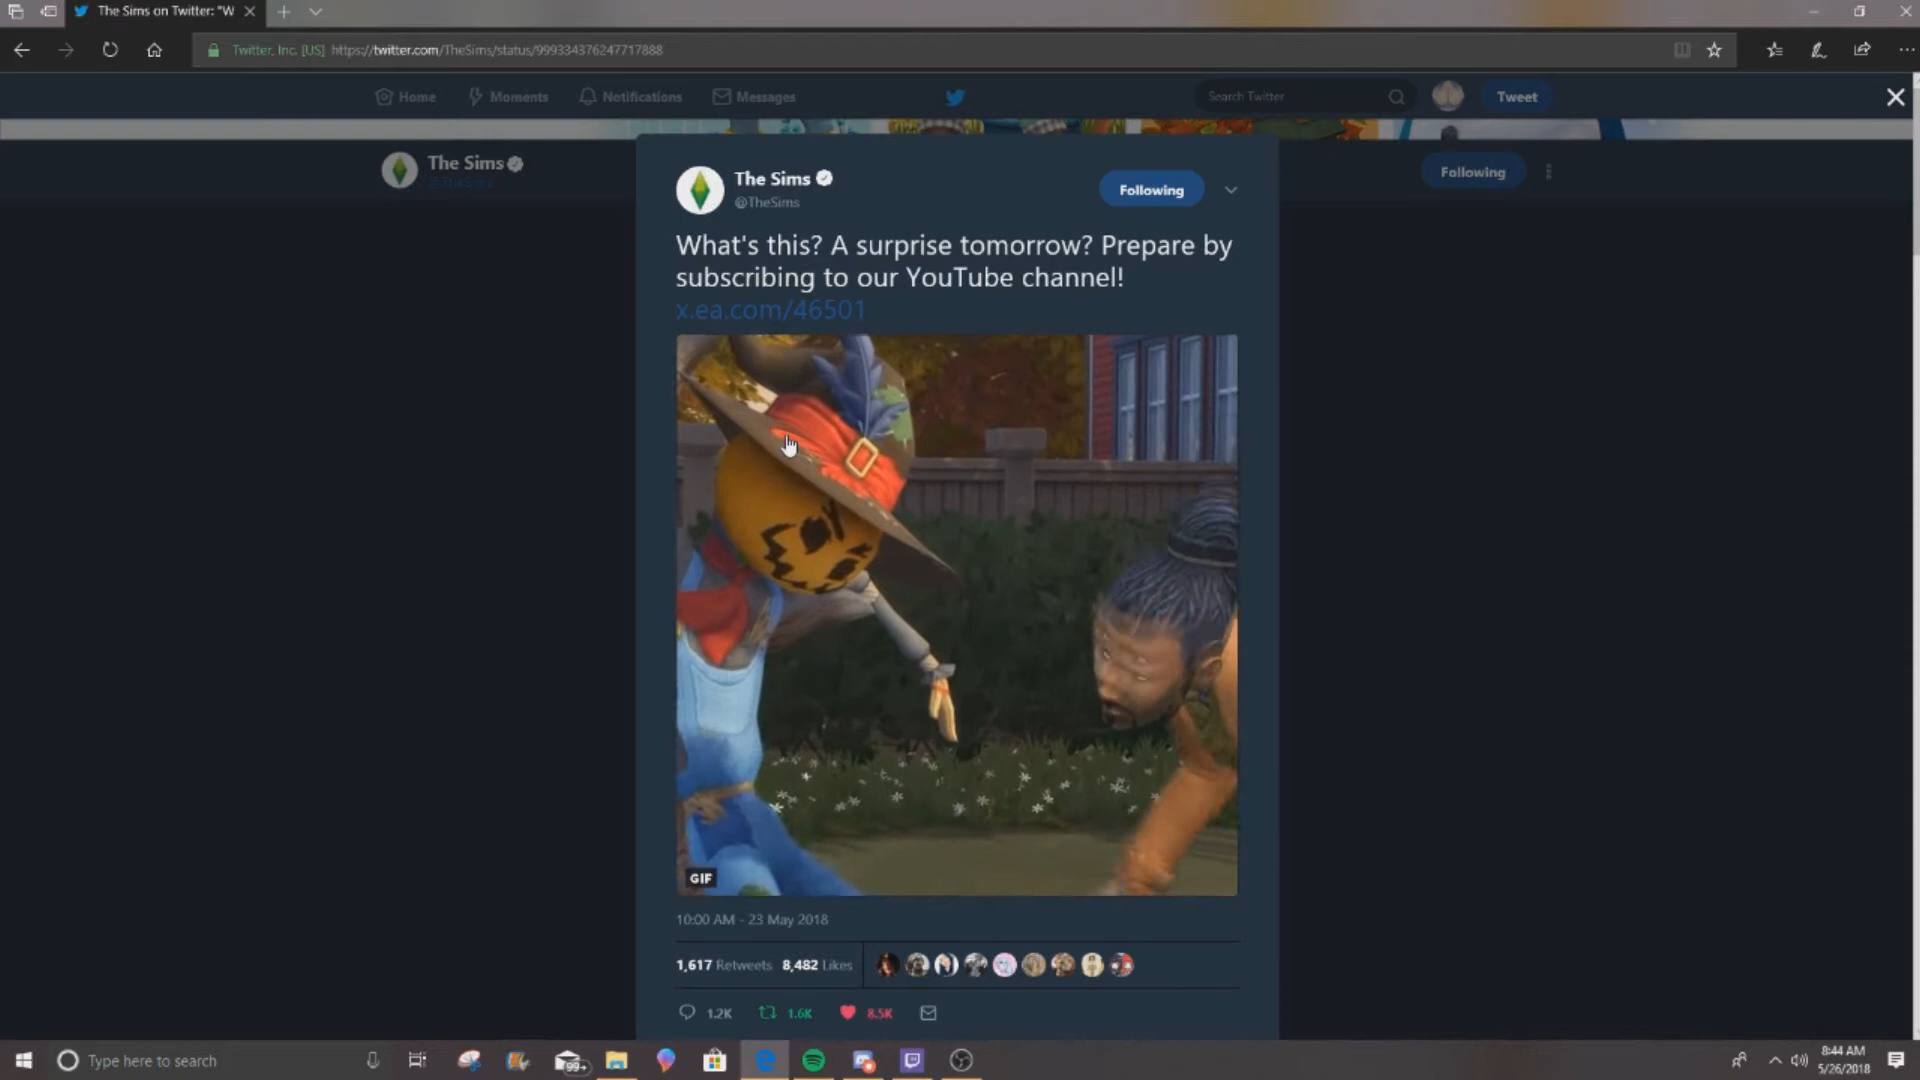 The Sims on Twitter: "W
Twitter, Inc. [US] https://twitter.com/TheSims/status/999334376247717888
Home Moments Notifications Messages Search Twitter Tweet
The Sims
@TheSims
Following
The Sims
@TheSims
Following
What's this? A surprise tomorrow? Prepare by
subscribing to our YouTube channel!
x.ea.com/46501
GIF
10:00 AM - 23 May 2018
1,617 Retweets 8,482 Likes
1.2K 1.6K 8.5K
Type here to search
99+
8:44 AM
5/26/2018